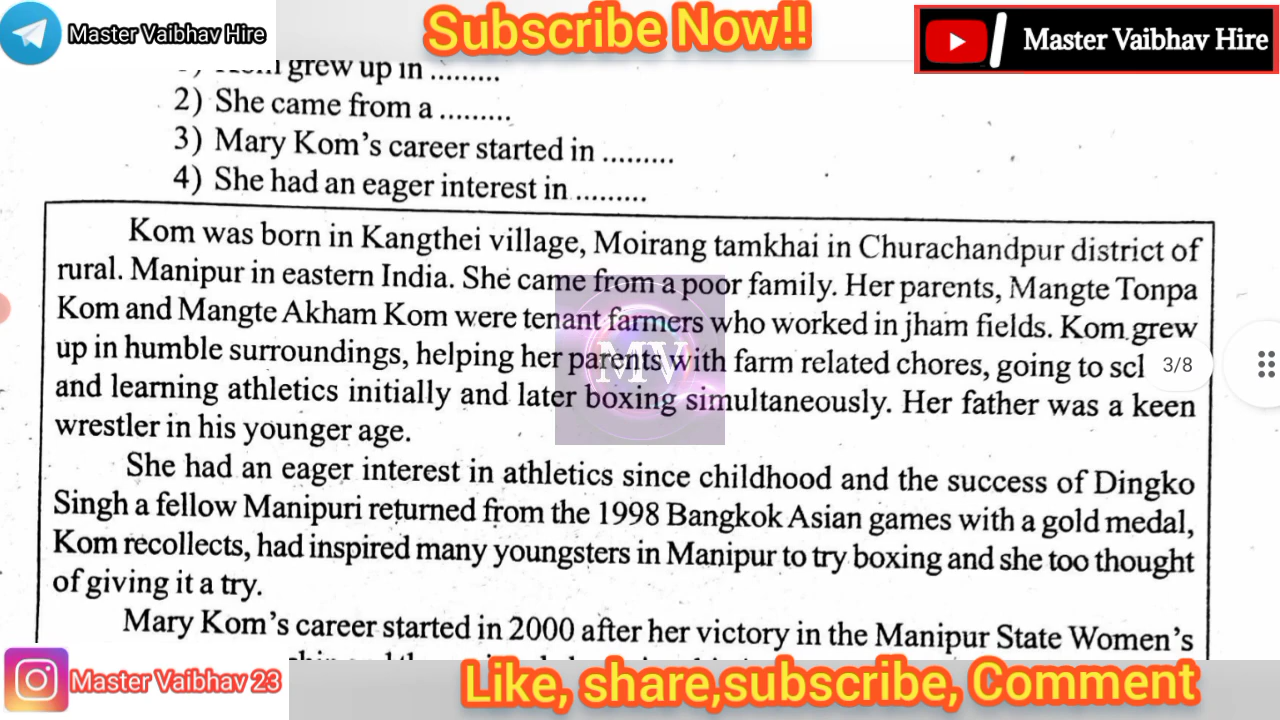 Master Vaibhav Hire
Subscribe Now!!
Master Vaibhav Hire
grew up in .........
2) She came from a .........
3) Mary Kom's career started in .........
4) She had an eager interest in .........
Kom was born in Kangthei village, Moirang tamkhai in Churachandpur district of
rural. Manipur in eastern India. She came from a poor family. Her parents, Mangte Tonpa
Kom and Mangte Akham Kom were tenant farmers who worked in jham fields. Kom grew
up in humble surroundings, helping her parents with farm related chores, going to
3/8
and learning athletics initially and later boxing simultaneously. Her father was a keen
wrestler in his younger age.
MV
She had an eager interest in athletics since childhood and the success of Dingko
Singh a fellow Manipuri returned from the 1998 Bangkok Asian games with a gold medal,
Kom recollects, had inspired many youngsters in Manipur to try boxing and she too thought
of giving it a try.
Mary Kom's career started in 2000 after her victory in the Manipur State Women's
Master Vaibhav 23
Like, share,subscribe, Comment